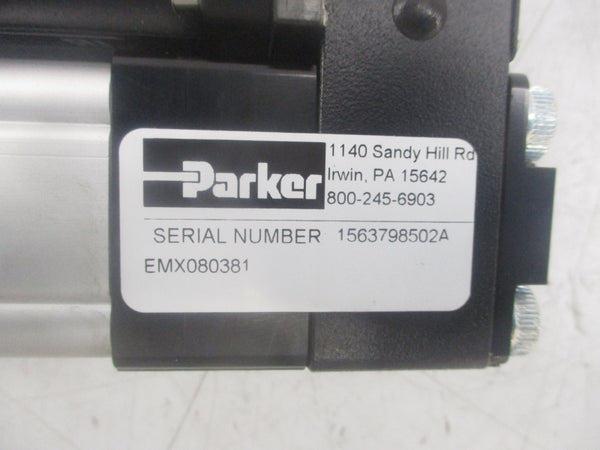 Parker
1140 Sandy Hill Rd
Irwin, PA 15642
800-245-6903
SERIAL NUMBER 1563798502A
EMX080381